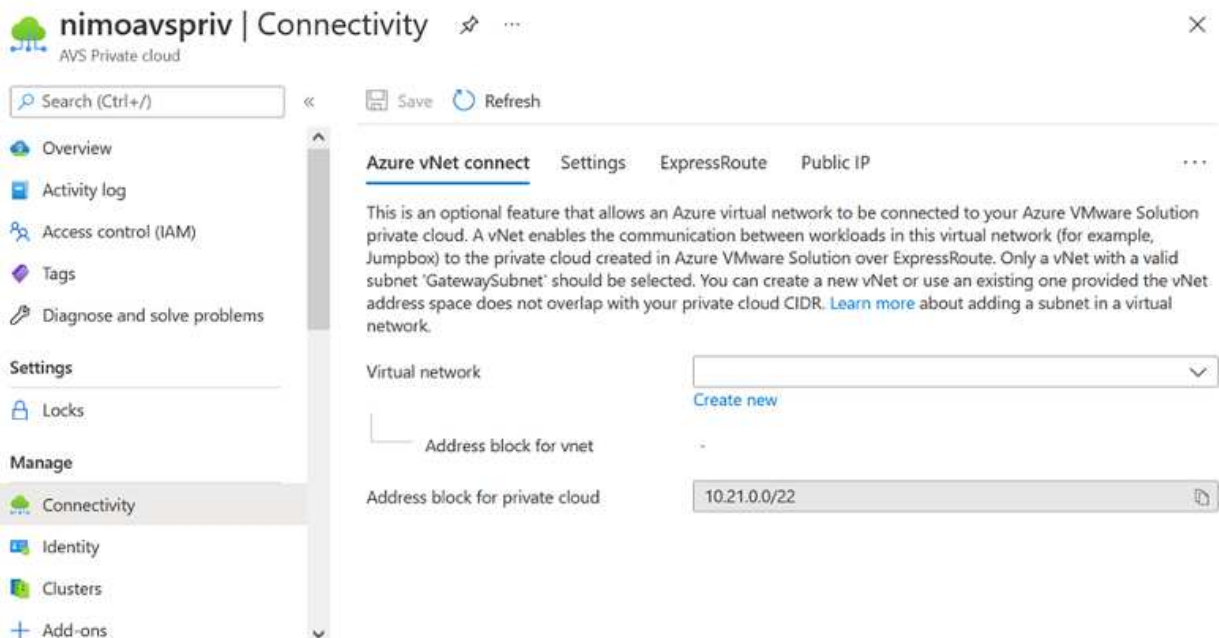 nimoavspriv | Connectivity ...
AVS Private cloud
Search (Ctrl+/)
«
Overview
Activity log
Access control (IAM)
Tags
Diagnose and solve problems
Settings
Locks
Manage
Connectivity
Identity
Clusters
Add-ons
Save Refresh
Azure vNet connect Settings ExpressRoute Public IP ...
This is an optional feature that allows an Azure virtual network to be connected to your Azure VMware Solution
private cloud. A vNet enables the communication between workloads in this virtual network (for example,
Jumpbox) to the private cloud created in Azure VMware Solution over ExpressRoute. Only a vNet with a valid
subnet 'GatewaySubnet' should be selected. You can create a new vNet or use an existing one provided the vNet
address space does not overlap with your private cloud CIDR. Learn more about adding a subnet in a virtual
network.
Virtual network
Create new
Address block for vnet -
Address block for private cloud 10.21.0.0/22